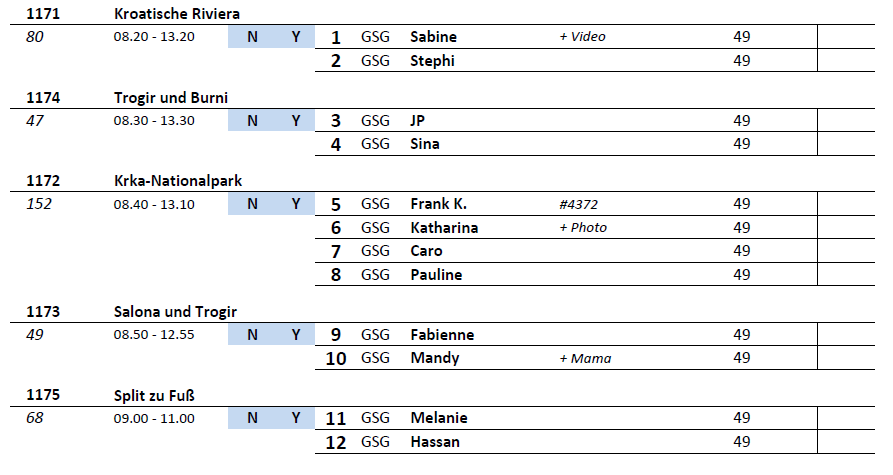 1171 Kroatische Riviera
80 08.20 - 13.20 N Y 1 GSG Sabine + Video 49
2 GSG Stephi 49
1174 Trogir und Burni
47 08.30 - 13.30 N Y 3 GSG JP 49
4 GSG Sina 49
1172 Krka-Nationalpark
152 08.40 - 13.10 N Y 5 GSG Frank K. #4372 49
6 GSG Katharina + Photo 49
7 GSG Caro 49
8 GSG Pauline 49
1173 Salona und Trogir
49 08.50 - 12.55 N Y 9 GSG Fabienne 49
10 GSG Mandy + Mama 49
1175 Split zu Fuß
68 09.00 - 11.00 N Y 11 GSG Melanie 49
12 GSG Hassan 49